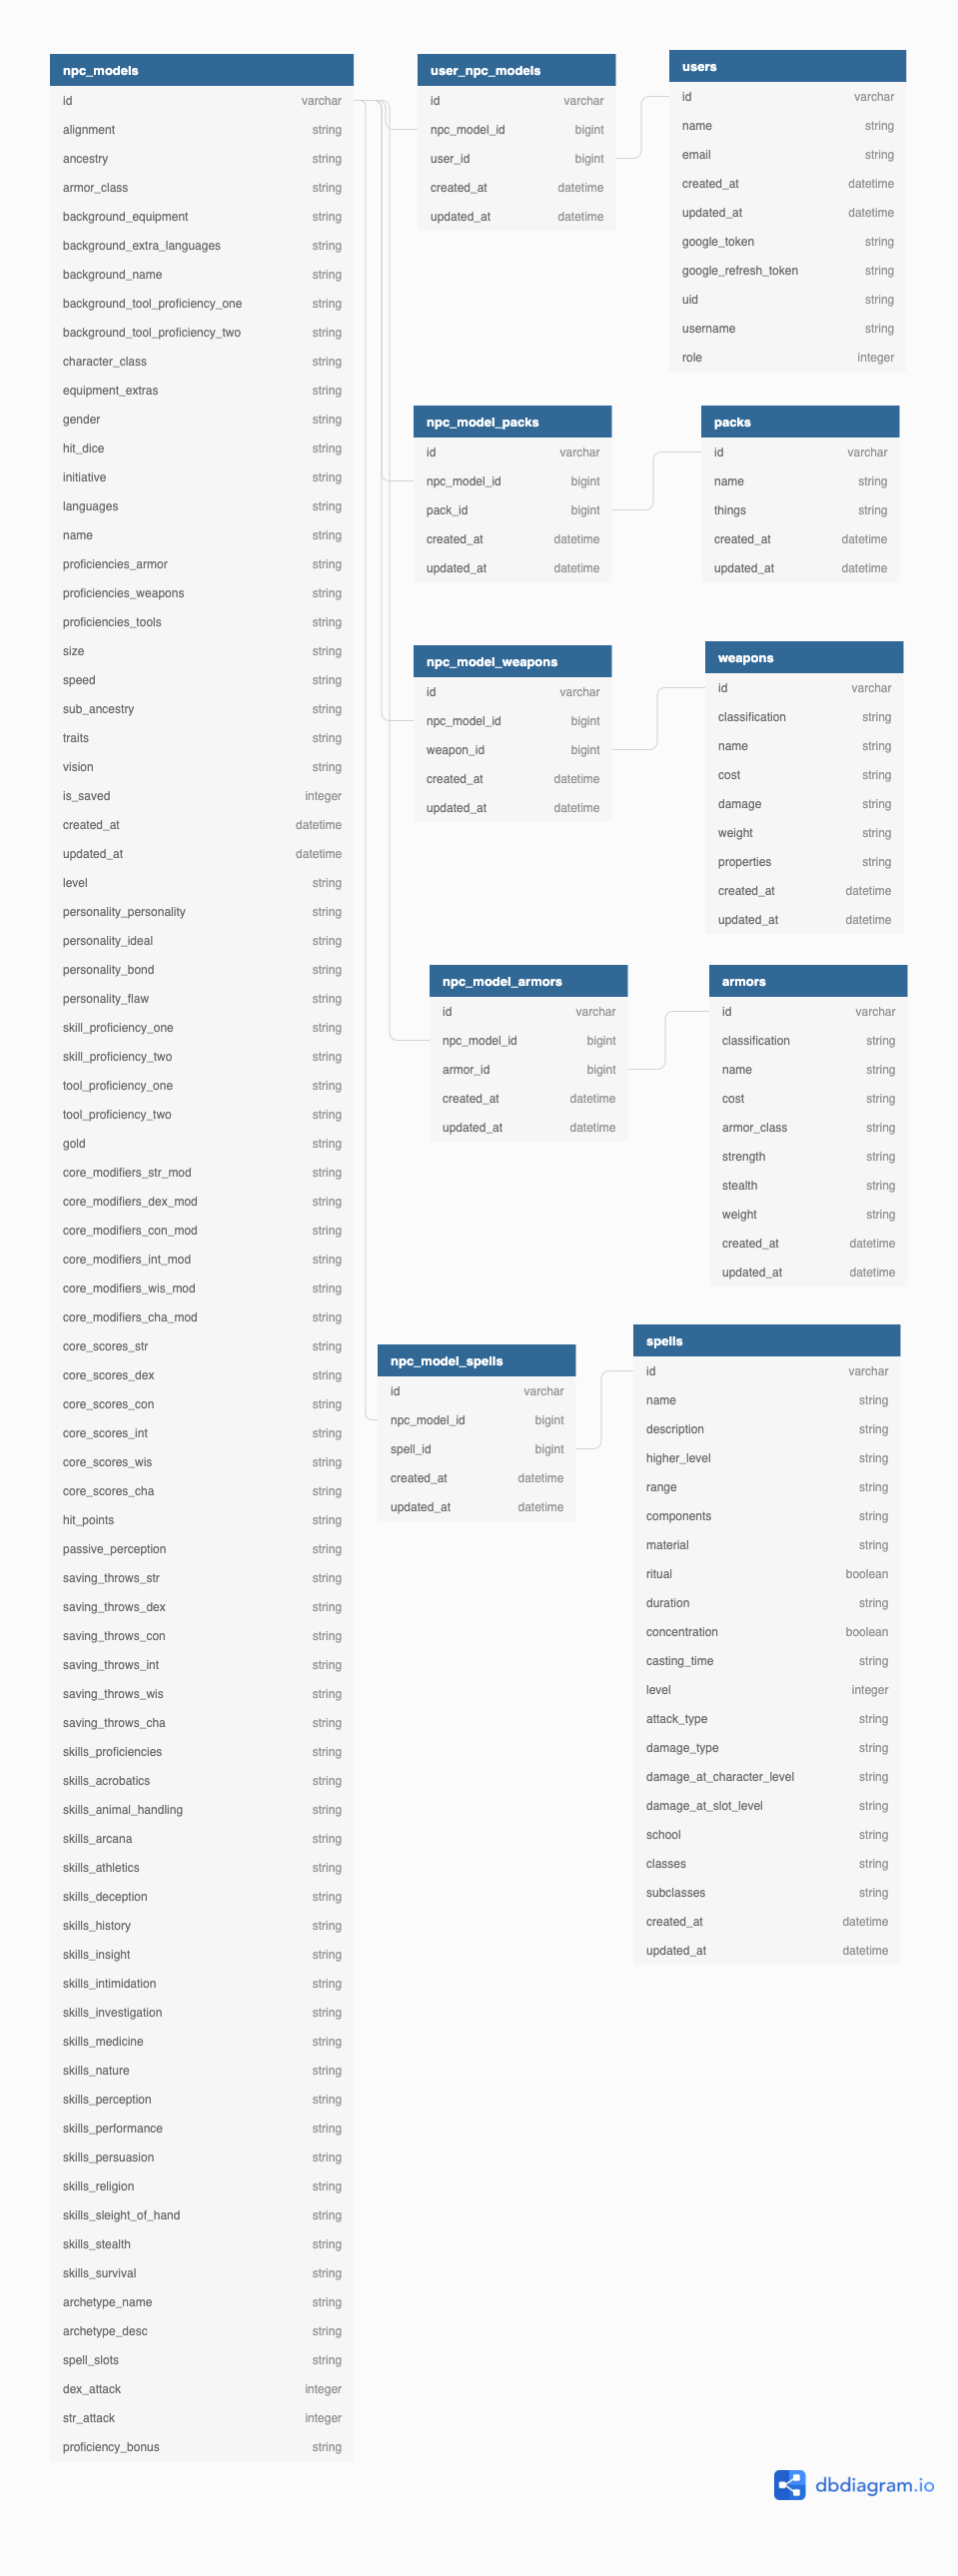 npc_models
id varchar
alignment string
ancestry string
armor_class string
background_equipment string
background_extra_languages string
background_name string
background_tool_proficiency_one string
background_tool_proficiency_two string
character_class string
equipment_extras string
gender string
hit_dice string
initiative string
languages string
name string
proficiencies_armor string
proficiencies_weapons string
proficiencies_tools string
size string
speed string
sub_ancestry string
traits string
vision string
is_saved integer
created_at datetime
updated_at datetime
level string
personality_personality string
personality_ideal string
personality_bond string
personality_flaw string
skill_proficiency_one string
skill_proficiency_two string
tool_proficiency_one string
tool_proficiency_two string
gold string
core_modifiers_str_mod string
core_modifiers_dex_mod string
core_modifiers_con_mod string
core_modifiers_int_mod string
core_modifiers_wis_mod string
core_modifiers_cha_mod string
core_scores_str string
core_scores_dex string
core_scores_con string
core_scores_int string
core_scores_wis string
core_scores_cha string
hit_points string
passive_perception string
saving_throws_str string
saving_throws_dex string
saving_throws_con string
saving_throws_int string
saving_throws_wis string
saving_throws_cha string
skills_proficiencies string
skills_acrobatics string
skills_animal_handling string
skills_arcana string
skills_athletics string
skills_deception string
skills_history string
skills_insight string
skills_intimidation string
skills_investigation string
skills_medicine string
skills_nature string
skills_perception string
skills_performance string
skills_persuasion string
skills_religion string
skills_sleight_of_hand string
skills_stealth string
skills_survival string
archetype_name string
archetype_desc string
spell_slots string
dex_attack integer
str_attack integer
proficiency_bonus string
user_npc_models
id varchar
npc_model_id bigint
user_id bigint
created_at datetime
updated_at datetime
users
id varchar
name string
email string
created_at datetime
updated_at datetime
google_token string
google_refresh_token string
uid string
username string
role integer
npc_model_packs
id varchar
npc_model_id bigint
pack_id bigint
created_at datetime
updated_at datetime
packs
id varchar
name string
things string
created_at datetime
updated_at datetime
npc_model_weapons
id varchar
npc_model_id bigint
weapon_id bigint
created_at datetime
updated_at datetime
weapons
id varchar
classification string
name string
cost string
damage string
weight string
properties string
created_at datetime
updated_at datetime
npc_model_armors
id varchar
npc_model_id bigint
armor_id bigint
created_at datetime
updated_at datetime
armors
id varchar
classification string
name string
cost string
armor_class string
strength string
stealth string
weight string
created_at datetime
updated_at datetime
npc_model_spells
id varchar
npc_model_id bigint
spell_id bigint
created_at datetime
updated_at datetime
spells
id varchar
name string
description string
higher_level string
range string
components string
material string
ritual boolean
duration string
concentration boolean
casting_time string
level integer
attack_type string
damage_type string
damage_at_character_level string
damage_at_slot_level string
school string
classes string
subclasses string
created_at datetime
updated_at datetime
dbdiagram.io